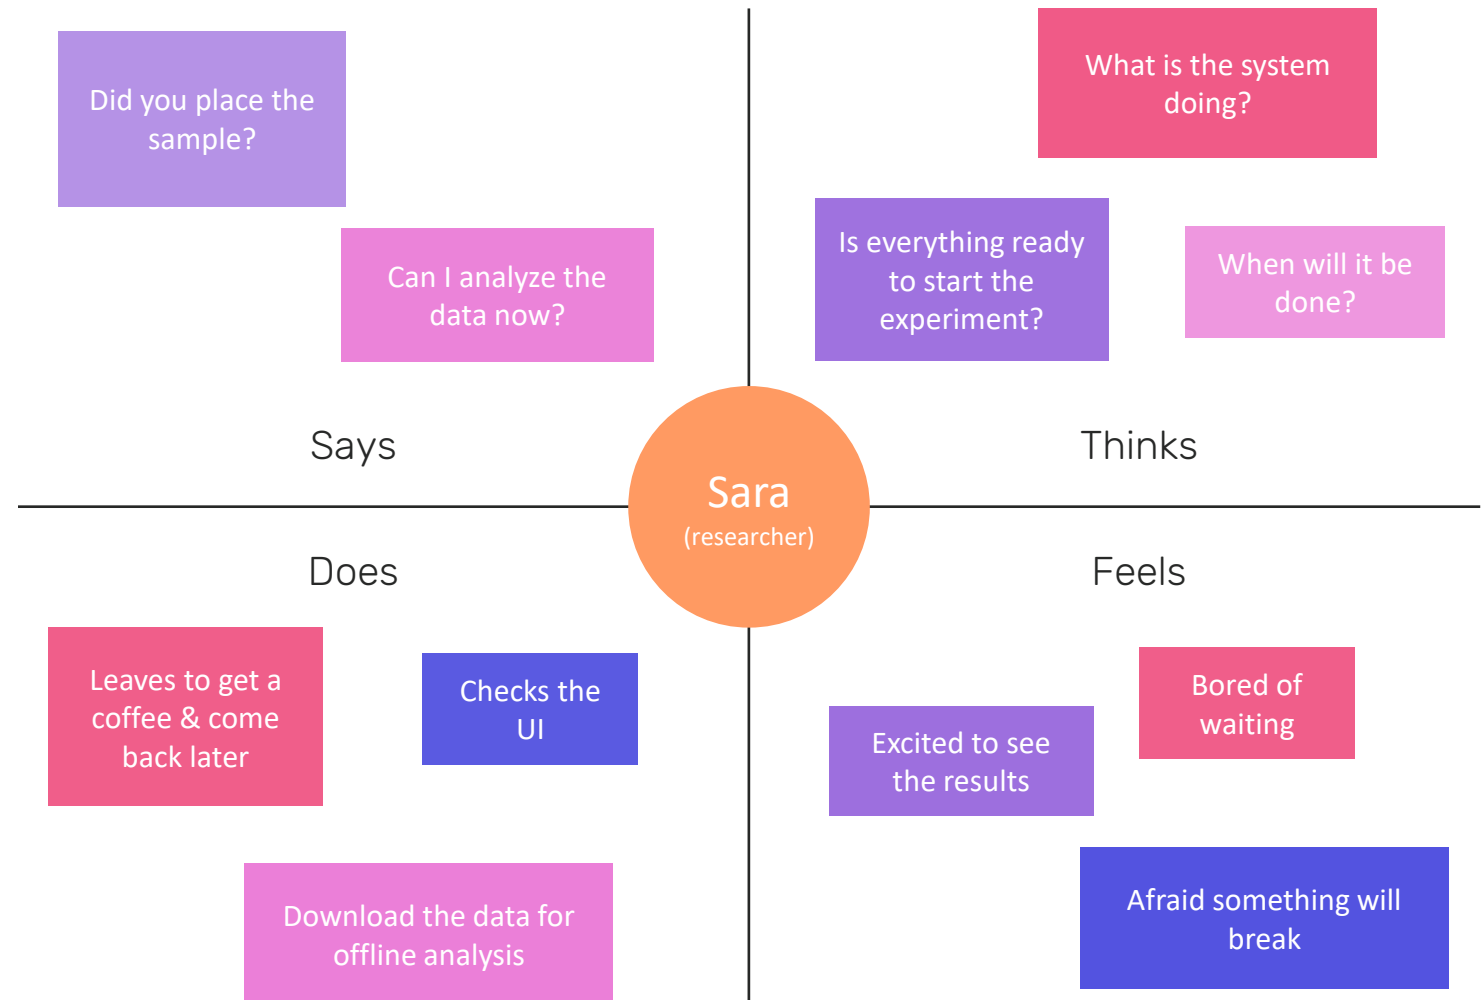 Did you place the
sample?
Can I analyze the
data now?
Says
What is the system
doing?
Is everything ready
to start the
experiment?
When will it be
done?
Thinks
Sara
(researcher)
Does
Leaves to get a
coffee & come
back later
Checks the
UI
Download the data for
offline analysis
Feels
Bored of
waiting
Excited to see
the results
Afraid something will
break